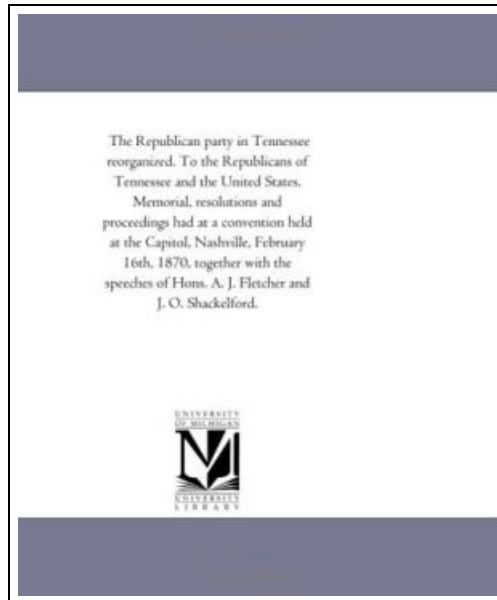 The Republican party in Tennessee
reorganized. To the Republicans of
Tennessee and the United States.
Memorial, resolutions and
proceedings had at a convention held
at the Capitol, Nashville, February
16th, 1870, together with the
speeches of Hons. A. J. Fletcher and
J. O. Shackelford.
UNIVERSITY
OF MICHIGAN
M
UNIVERSITY
LIBRARY